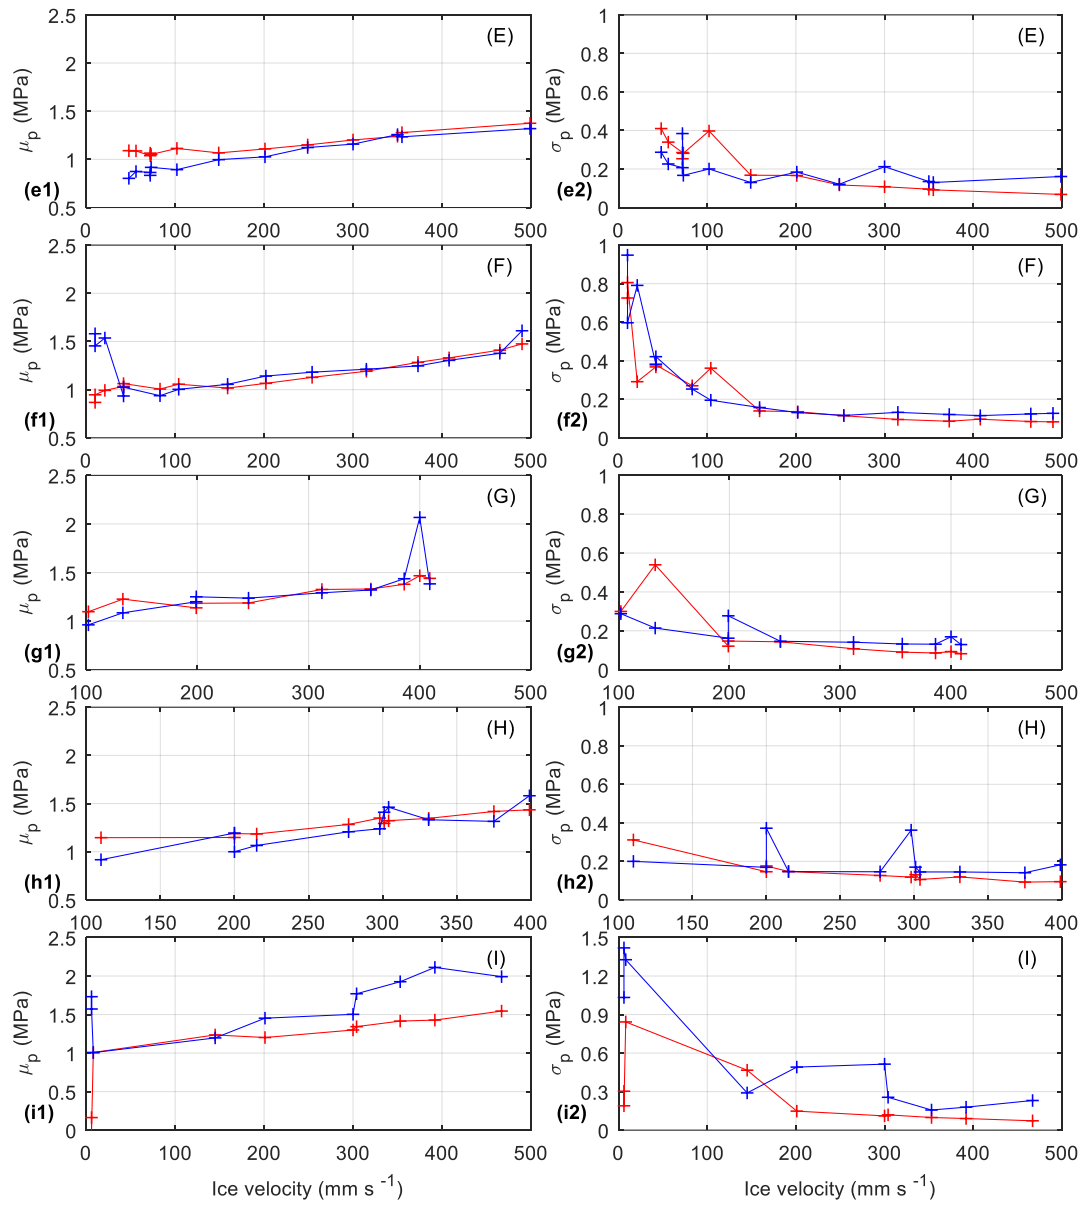 2.5
2
1.5
1
0.5
μp (MPa)
(E)
(e1)
0 100 200 300 400 500
1
0.8
0.6
0.4
0.2
0
σp (MPa)
(E)
(e2)
0 100 200 300 400 500
2.5
2
1.5
1
0.5
μp (MPa)
(F)
(f1)
0 100 200 300 400 500
1
0.8
0.6
0.4
0.2
0
σp (MPa)
(F)
(f2)
0 100 200 300 400 500
2.5
2
1.5
1
0.5
μp (MPa)
(G)
(g1)
100 200 300 400 500
1
0.8
0.6
0.4
0.2
0
σp (MPa)
(G)
(g2)
100 200 300 400 500
2.5
2
1.5
1
0.5
μp (MPa)
(H)
(h1)
100 150 200 250 300 350 400
1
0.8
0.6
0.4
0.2
0
σp (MPa)
(H)
(h2)
100 150 200 250 300 350 400
2.5
2
1.5
1
0.5
0
μp (MPa)
(I)
(i1)
0 100 200 300 400 500
Ice velocity (mm s -1)
1.5
1.2
0.9
0.6
0.3
0
σp (MPa)
(I)
(i2)
0 100 200 300 400 500
Ice velocity (mm s -1)